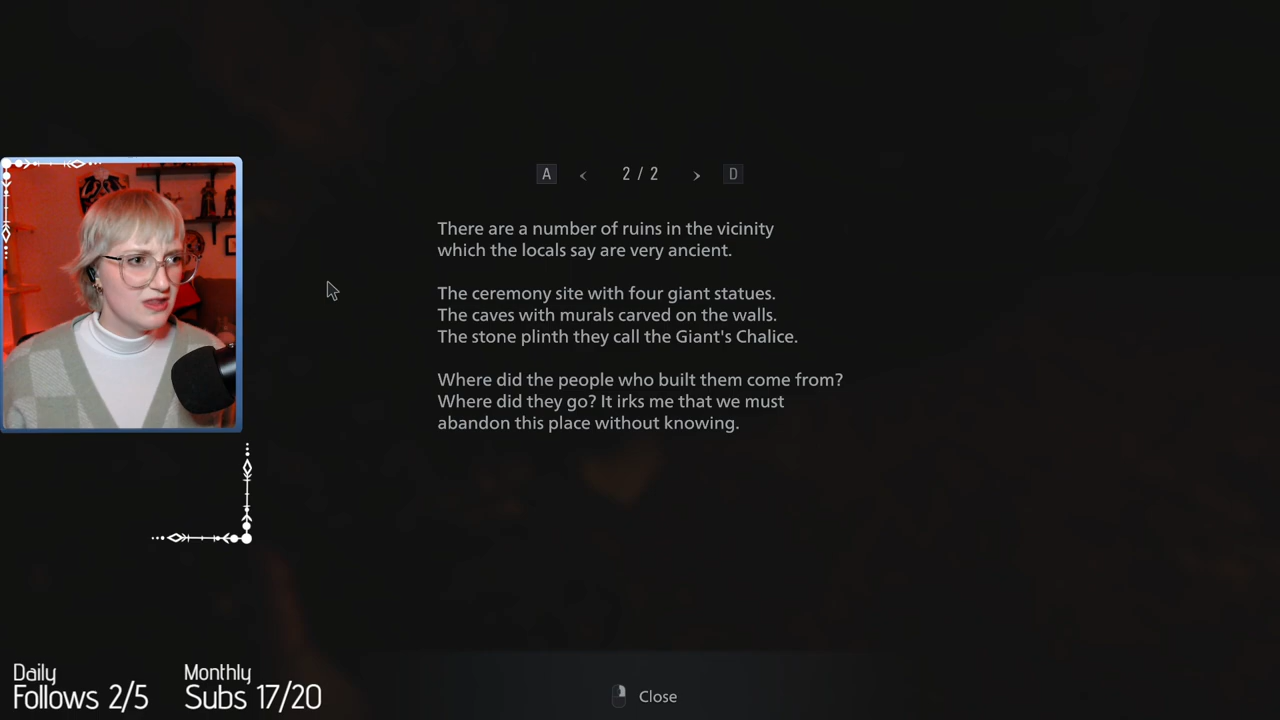 A < 2 / 2 > D
There are a number of ruins in the vicinity
which the locals say are very ancient.
The ceremony site with four giant statues.
The caves with murals carved on the walls.
The stone plinth they call the Giant's Chalice.
Where did the people who built them come from?
Where did they go? It irks me that we must
abandon this place without knowing.
Daily
Follows 2/5
Monthly
Subs 17/20
Close